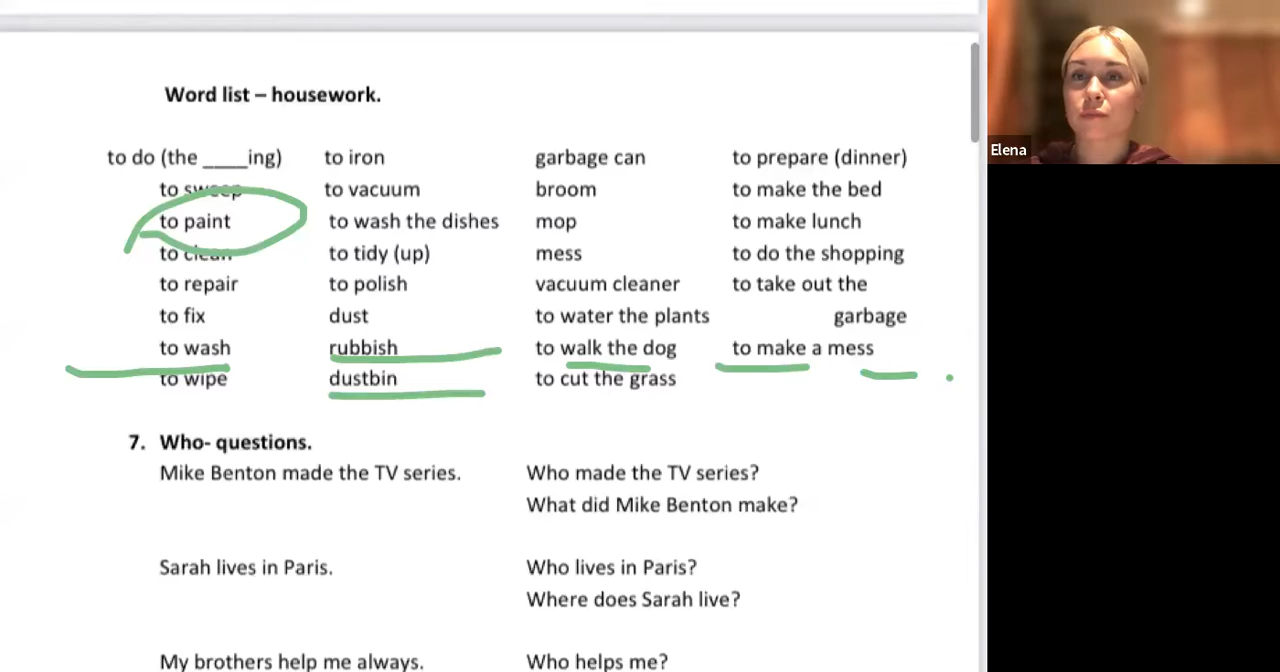 Word list – housework.
to do (the ____ing) to iron garbage can to prepare (dinner)
to sweep to vacuum broom to make the bed
to paint to wash the dishes mop to make lunch
to clean to tidy (up) mess to do the shopping
to repair to polish vacuum cleaner to take out the
to fix dust to water the plants garbage
to wash rubbish to walk the dog to make a mess
to wipe dustbin to cut the grass
7. Who- questions.
Mike Benton made the TV series. Who made the TV series?
What did Mike Benton make?
Sarah lives in Paris. Who lives in Paris?
Where does Sarah live?
My brothers help me always. Who helps me?
Elena